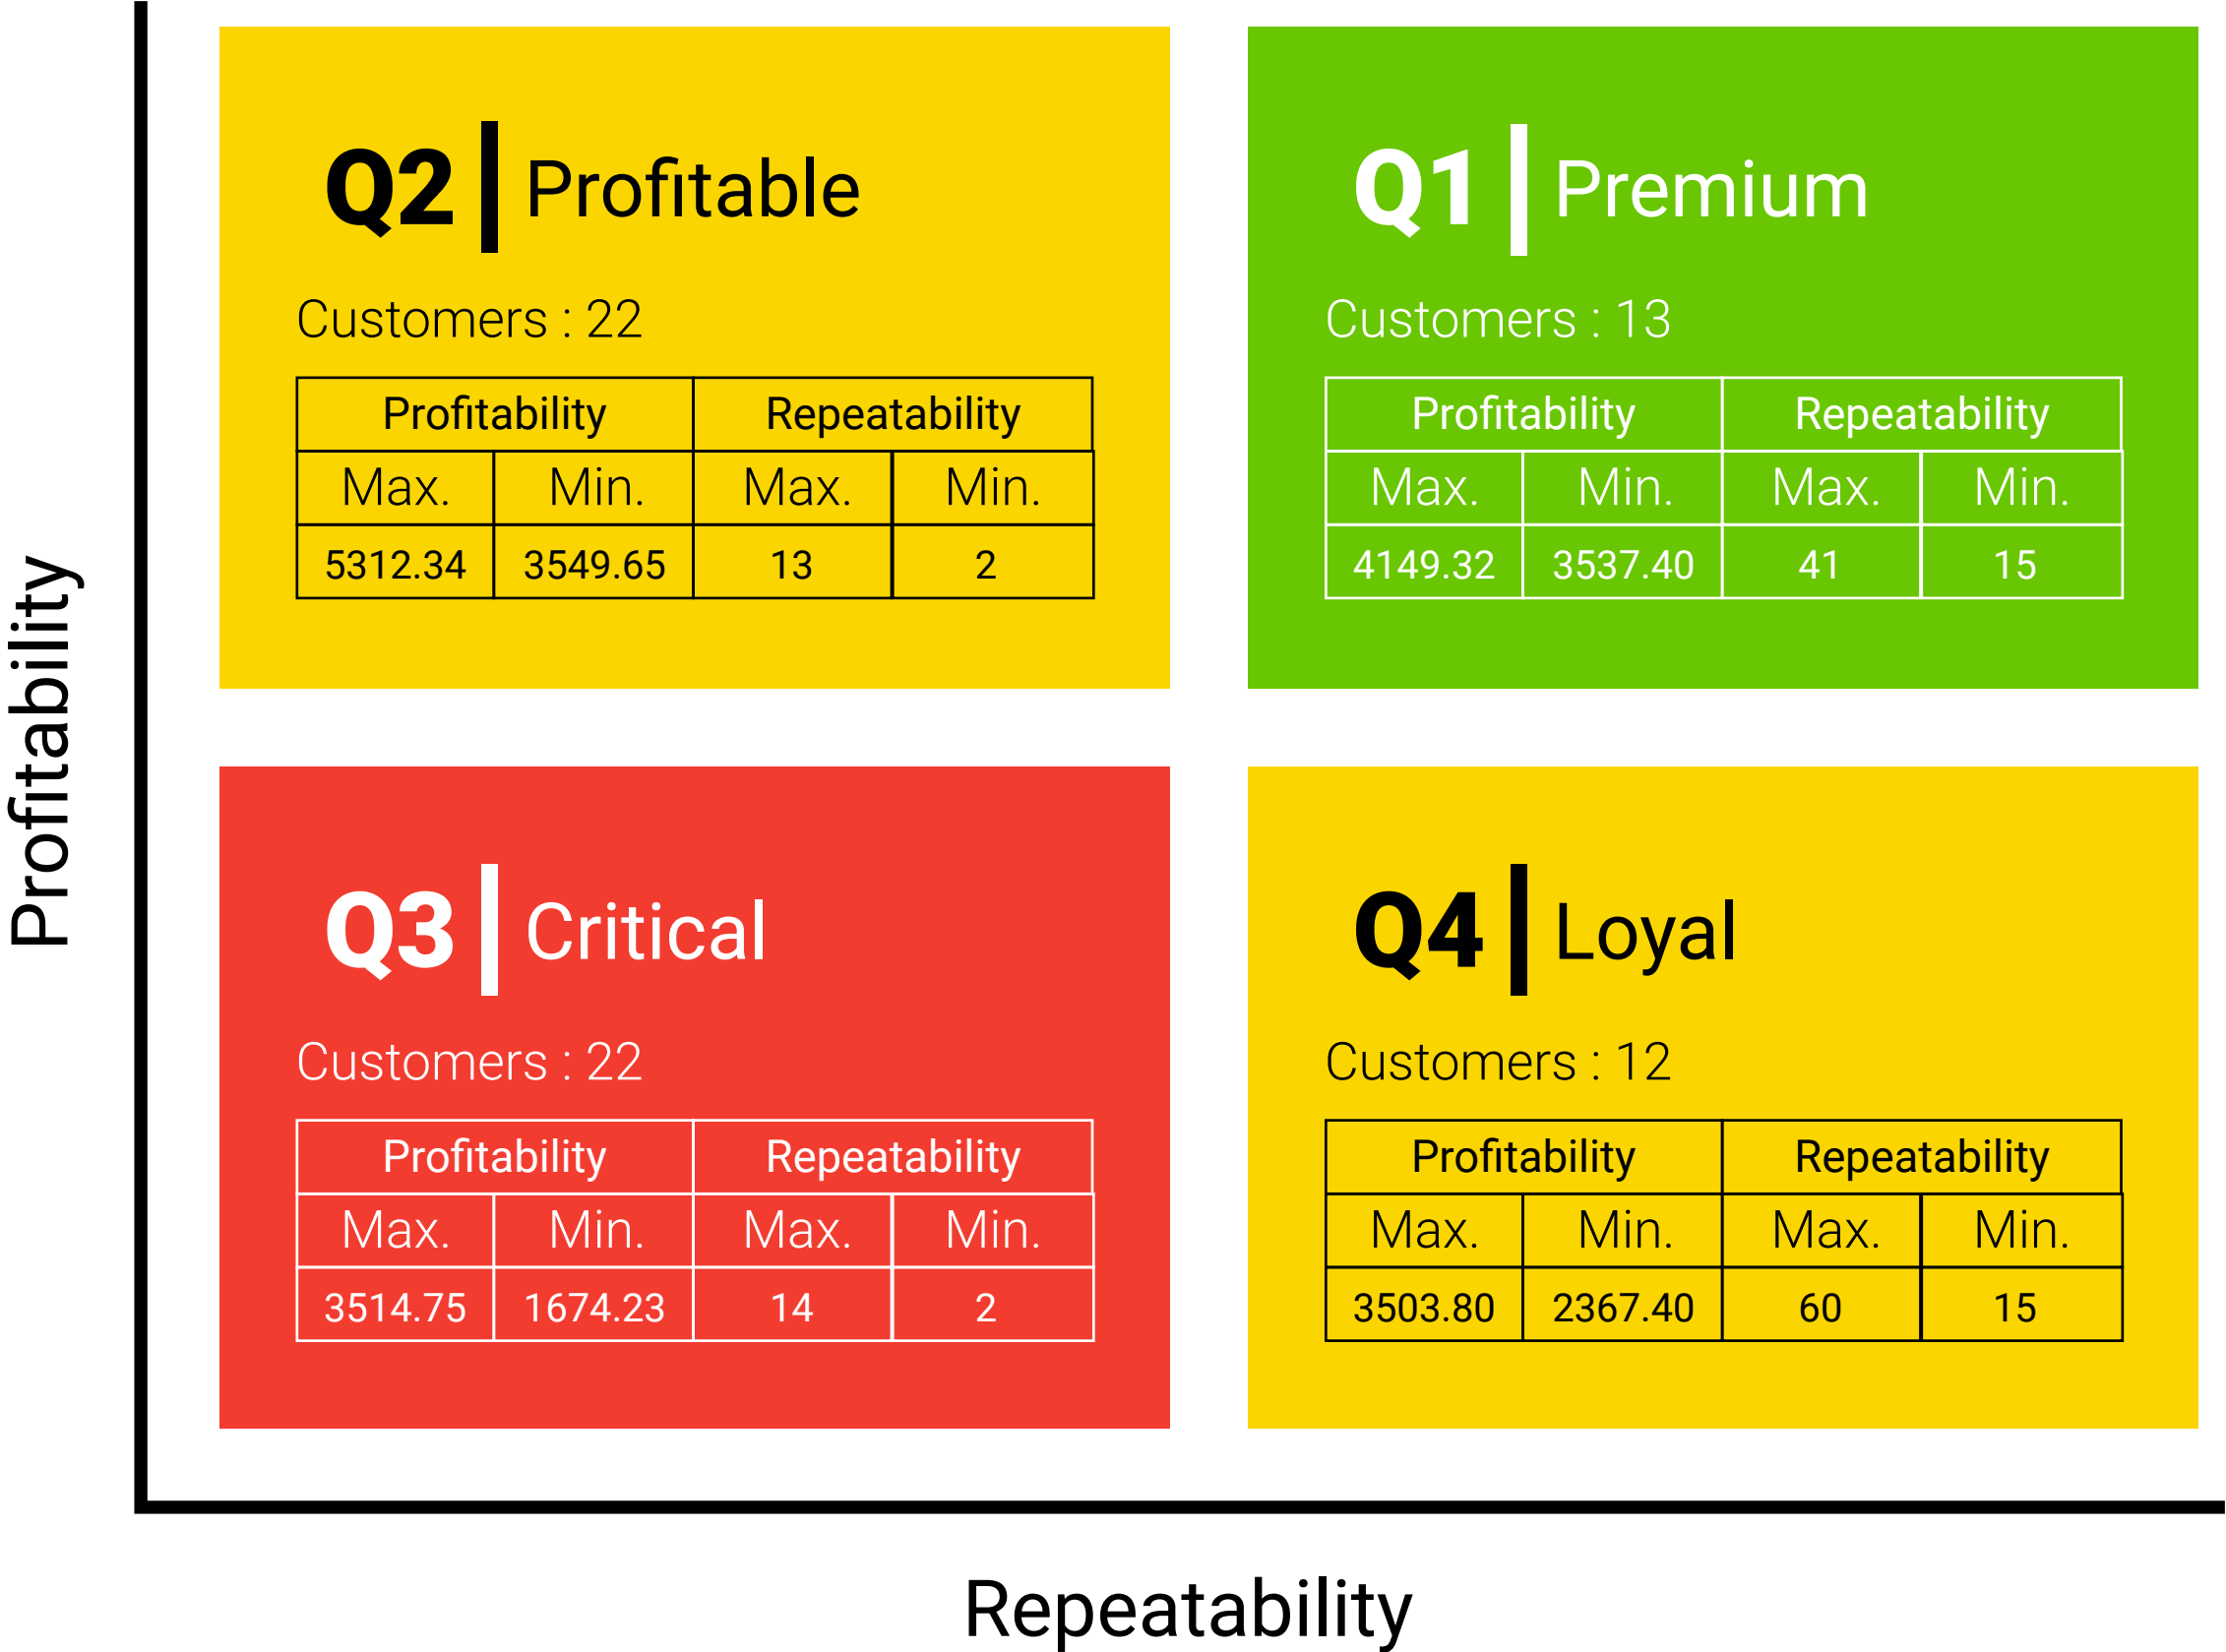 Profitability
Q2 Profitable
Customers : 22
Profitability Repeatability
Max. Min. Max. Min.
5312.34 3549.65 13 2
Q1 Premium
Customers : 13
Profitability Repeatability
Max. Min. Max. Min.
4149.32 3537.40 41 15
Q3 Critical
Customers : 22
Profitability Repeatability
Max. Min. Max. Min.
3514.75 1674.23 14 2
Q4 Loyal
Customers : 12
Profitability Repeatability
Max. Min. Max. Min.
3503.80 2367.40 60 15
Repeatability